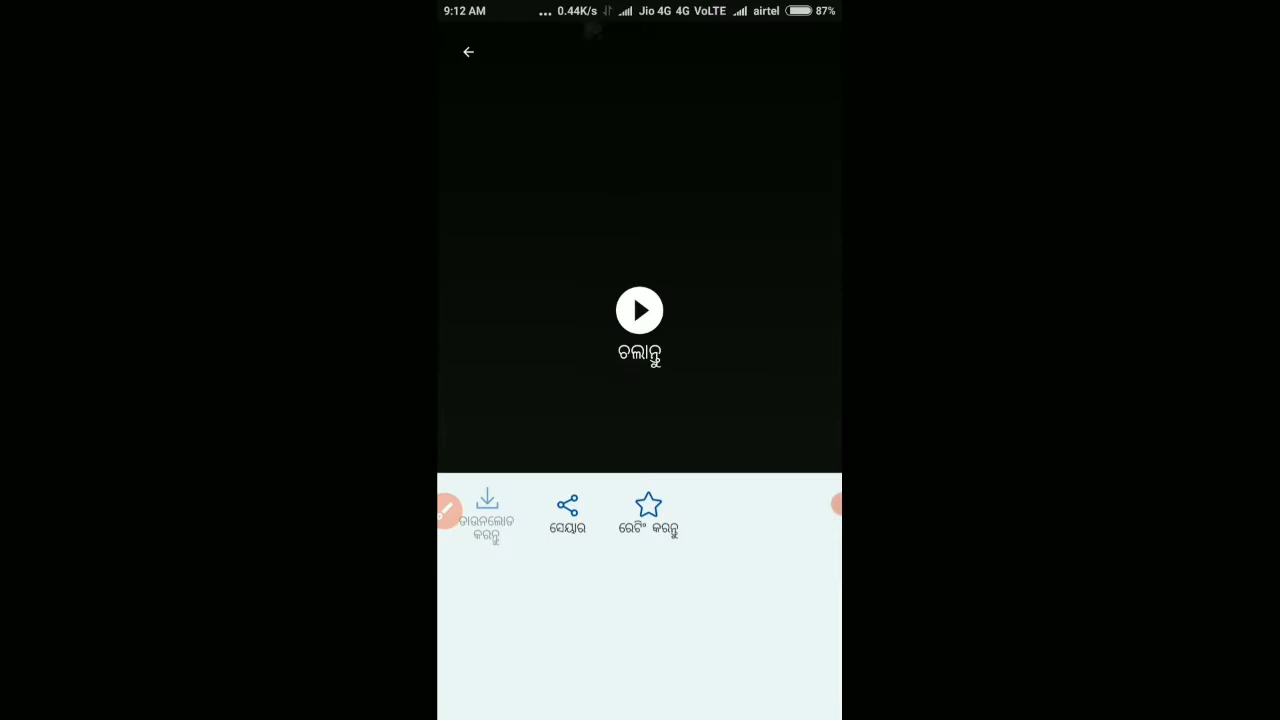 9:12 AM ... 0.44K/s Jio 4G 4G VoLTE airtel 87%
ଚଲାନ୍ତୁ
ଡାଉନଲୋଡ
କରନ୍ତୁ
ସେୟାର
ରେଟିଂ କରନ୍ତୁ